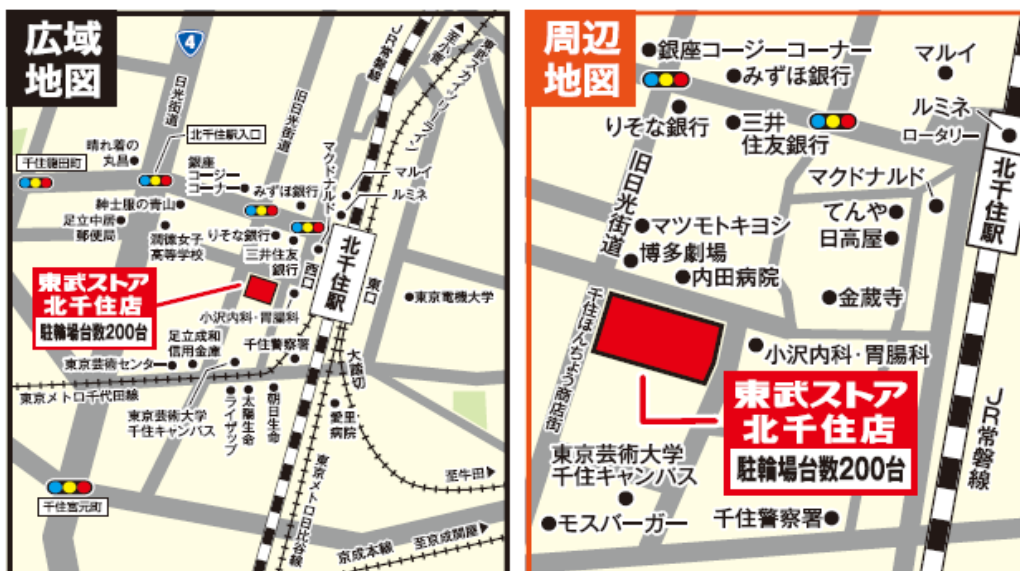 広域
地図
4
日光街道
旧日光街道
JR常磐線
至小菅
東武スカイツリーライン
北千住駅入口
晴れ着の
丸昌
千住龍田町
銀座
コージー
コーナー
みずほ銀行
マクドナルド
マルイ
ルミネ
紳士服の青山
足立中居
郵便局
潤徳女子
高等学校
りそな銀行
三井住友
銀行
西口
北千住駅
東口
東武ストア
北千住店
駐輪場台数200台
東京電機大学
小沢内科・胃腸科
足立成和
信用金庫
千住警察署
東京芸術センター
大踏切
東京メトロ千代田線
東京芸術大学
千住キャンパス
ライザップ
太陽生命
朝日生命
愛里
病院
東京メトロ日比谷線
至牛田
千住宮元町
京成本線
至京成関屋
周辺
地図
銀座コージーコーナー
みずほ銀行
マルイ
りそな銀行
三井
住友銀行
ルミネ
ロータリー
北千住駅
旧日光街道
マクドナルド
てんや
日高屋
マツモトキヨシ
博多劇場
内田病院
金蔵寺
千住ほんちょう商店街
小沢内科・胃腸科
東武ストア
北千住店
駐輪場台数200台
JR常磐線
東京芸術大学
千住キャンパス
モスバーガー
千住警察署